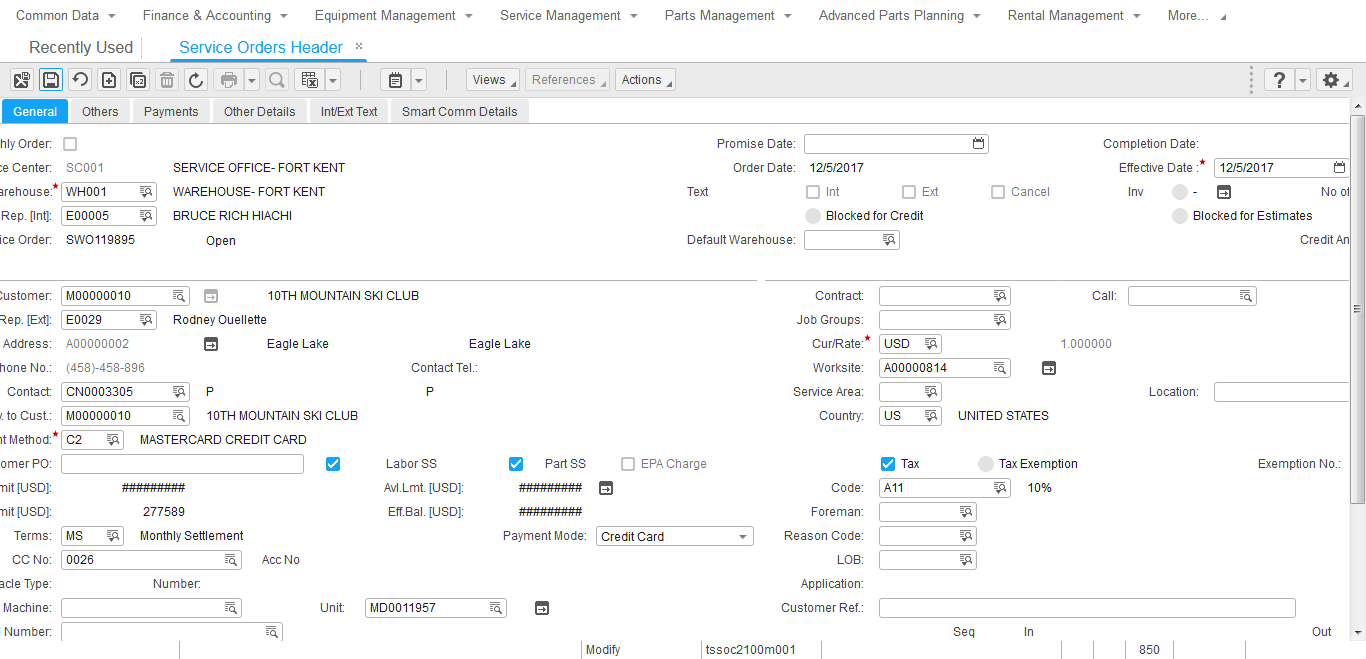 Common Data Finance & Accounting Equipment Management Service Management Parts Management Advanced Parts Planning Rental Management More...
Recently Used Service Orders Header ×
Views References Actions ?
General Others Payments Other Details Int/Ext Text Smart Comm Details
hly Order: Promise Date: Completion Date:
ce Center: SC001 SERVICE OFFICE- FORT KENT Order Date: 12/5/2017 Effective Date :* 12/5/2017
arehouse:* WH001 WAREHOUSE- FORT KENT Text Int Ext Cancel Inv - No of
Rep. [Int]: E00005 BRUCE RICH HIACHI Blocked for Credit Blocked for Estimates
ice Order: SWO119895 Open Default Warehouse: Credit An
Customer: M00000010 10TH MOUNTAIN SKI CLUB Contract: Call:
Rep. [Ext]: E0029 Rodney Ouellette Job Groups:
Address: A00000002 Eagle Lake Eagle Lake Cur/Rate:* USD 1.000000
hone No.: (458)-458-896 Contact Tel.: Worksite: A00000814
Contact: CN0003305 P P Service Area: Location:
. to Cust.: M00000010 10TH MOUNTAIN SKI CLUB Country: US UNITED STATES
nt Method:* C2 MASTERCARD CREDIT CARD
omer PO: Labor SS Part SS EPA Charge Tax Tax Exemption Exemption No.:
mit [USD]: ######### Avl.Lmt. [USD]: ######### Code: A11 10%
mit [USD]: 277589 Eff.Bal. [USD]: ######### Foreman:
Terms: MS Monthly Settlement Payment Mode: Credit Card Reason Code:
CC No: 0026 Acc No LOB:
acle Type: Number: Application:
Machine: Unit: MD0011957 Customer Ref.:
l Number: Seq In Out
Modify tssoc2100m001 850